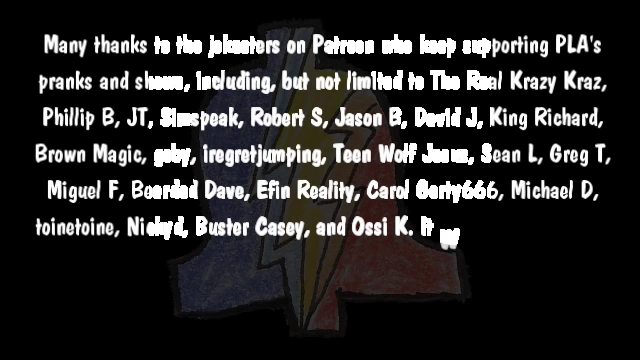 Many thanks to the jokesters on Patreon who keep supporting PLA's
pranks and shows, including, but not limited to The Real Krazy Kraz,
Phillip B, JT, Simspeak, Robert S, Jason B, David J, King Richard,
Brown Magic, goby, iregretjumping, Teen Wolf Jesus, Sean L, Greg T,
Miguel F, Bearded Dave, Efin Reality, Carol Gerty666, Michael D,
toinetoine, Buster Casey, and Ossi K. It w